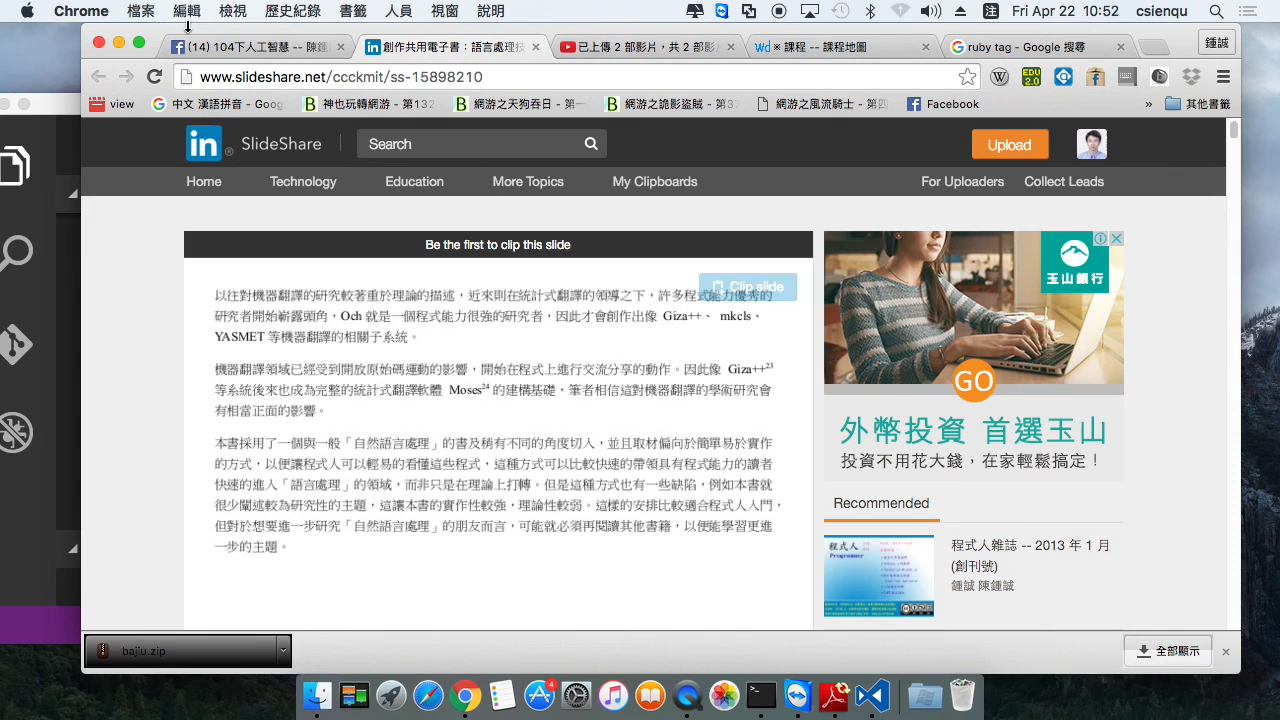 Chrome 檔案 編輯 檢視 歷史紀錄 書籤 人員 視窗 說明 注 Fri Apr 22 10:52 csienqu
(14) 104下人工智慧 -- 陳鍾
創作共用電子書：語言處理技
已上傳 2 部影片，共 2 部影片
※ 課程 -- 課程地圖
ruby tag - Google 搜尋
鍾誠
www.slideshare.net/ccckmit/ss-15898210
view 中文 漢語拼音 - Goog 神也玩轉網游 - 第132 網游之天狗吞日 - 第一 網游之詭影盜賊 - 第37 網游之風流騎士 - 第四 Facebook » 其他書籤
in SlideShare Search Upload
Home Technology Education More Topics My Clipboards For Uploaders Collect Leads
Be the first to clip this slide
Clip slide
以往對機器翻譯的研究較著重於理論的描述，近來則在統計式翻譯的領導之下，許多程式能力優秀的
研究者開始嶄露頭角，Och 就是一個程式能力很強的研究者，因此才會創作出像 Giza++、 mkcls、
YASMET 等機器翻譯的相關子系統。
機器翻譯領域已經受到開放原始碼運動的影響，開始在程式上進行交流分享的動作。因此像 Giza++23
等系統後來也成為完整的統計式翻譯軟體 Moses24 的建構基礎，筆者相信這對機器翻譯的學術研究會
有相當正面的影響。
本書採用了一個與一般「自然語言處理」的書及稍有不同的角度切入，並且取材偏向於簡單易於實作
的方式，以便讓程式人可以輕易的看懂這些程式，這種方式可以比較快速的帶領具有程式能力的讀者
快速的進入「語言處理」的領域，而非只是在理論上打轉。但是這種方式也有一些缺陷，例如本書就
很少闡述較為研究性的主題，這讓本書的實作性較強，理論性較弱。這樣的安排比較適合程式人入門，
但對於想要進一步研究「自然語言處理」的朋友而言，可能就必須再閱讀其他書籍，以便能學習更進
一步的主題。
玉山銀行
GO
外幣投資 首選玉山
投資不用花大錢，在家輕鬆搞定！
Recommended
程式人
Programmer
程式人雜誌 -- 2013 年 1 月
(創刊號)
鍾誠 陳鍾誠
bajiu.zip
全部顯示
4